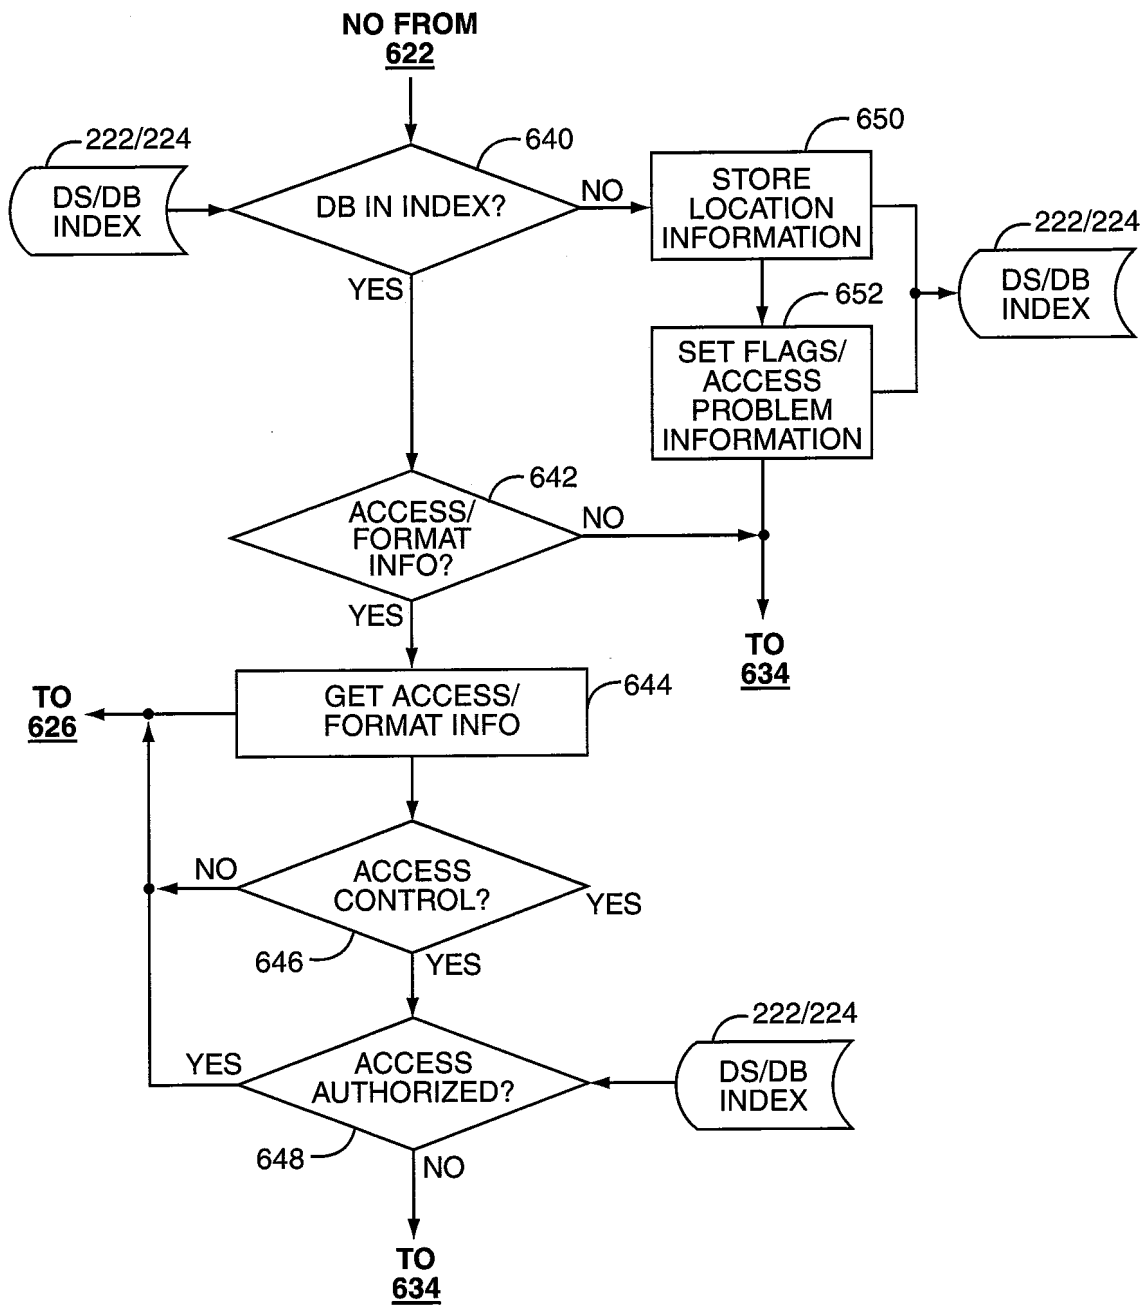 NO FROM
622
222/224
640
650
DS/DB
INDEX
DB IN INDEX?
NO
STORE
LOCATION
INFORMATION
222/224
DS/DB
INDEX
YES
652
SET FLAGS/
ACCESS
PROBLEM
INFORMATION
642
ACCESS/
FORMAT
INFO?
NO
YES
TO
634
TO
626
GET ACCESS/
FORMAT INFO
644
NO
ACCESS
CONTROL?
YES
646
YES
222/224
YES
ACCESS
AUTHORIZED?
DS/DB
INDEX
648
NO
TO
634